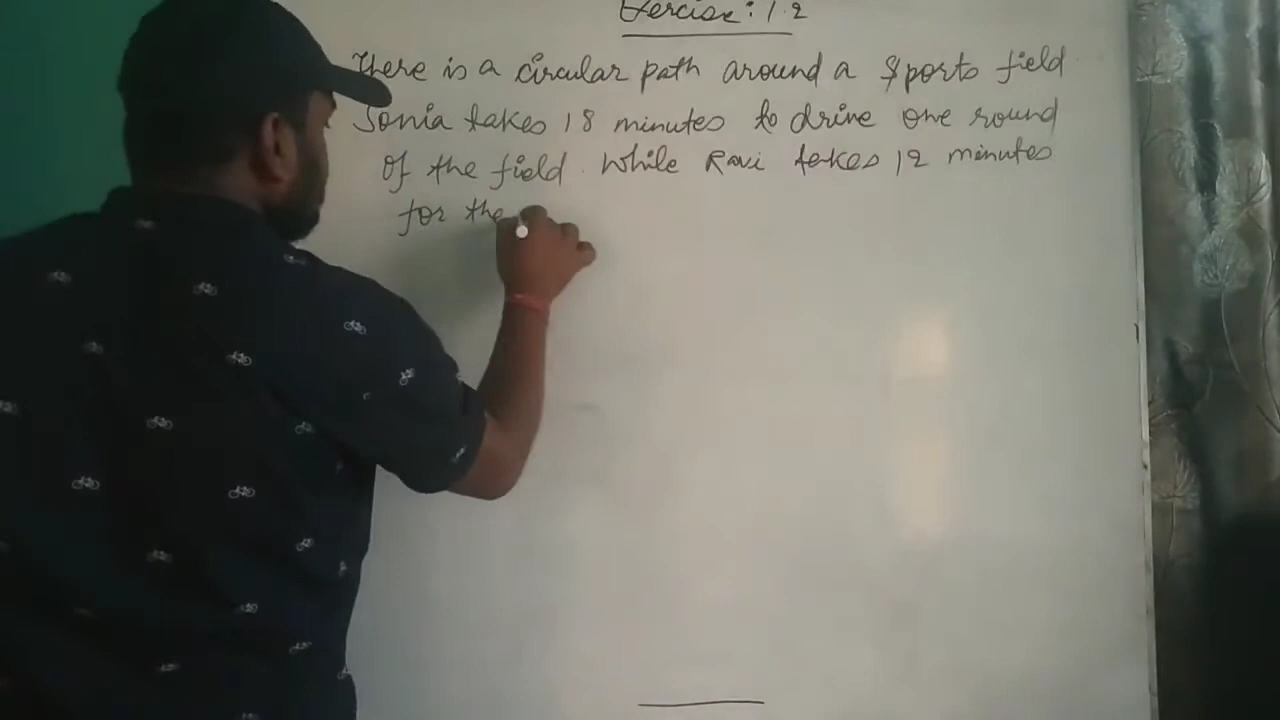 Exercise: 1.2
There is a circular path around a sports field.
Sonia takes 18 minutes to drive one round
of the field. While Ravi takes 12 minutes
for the